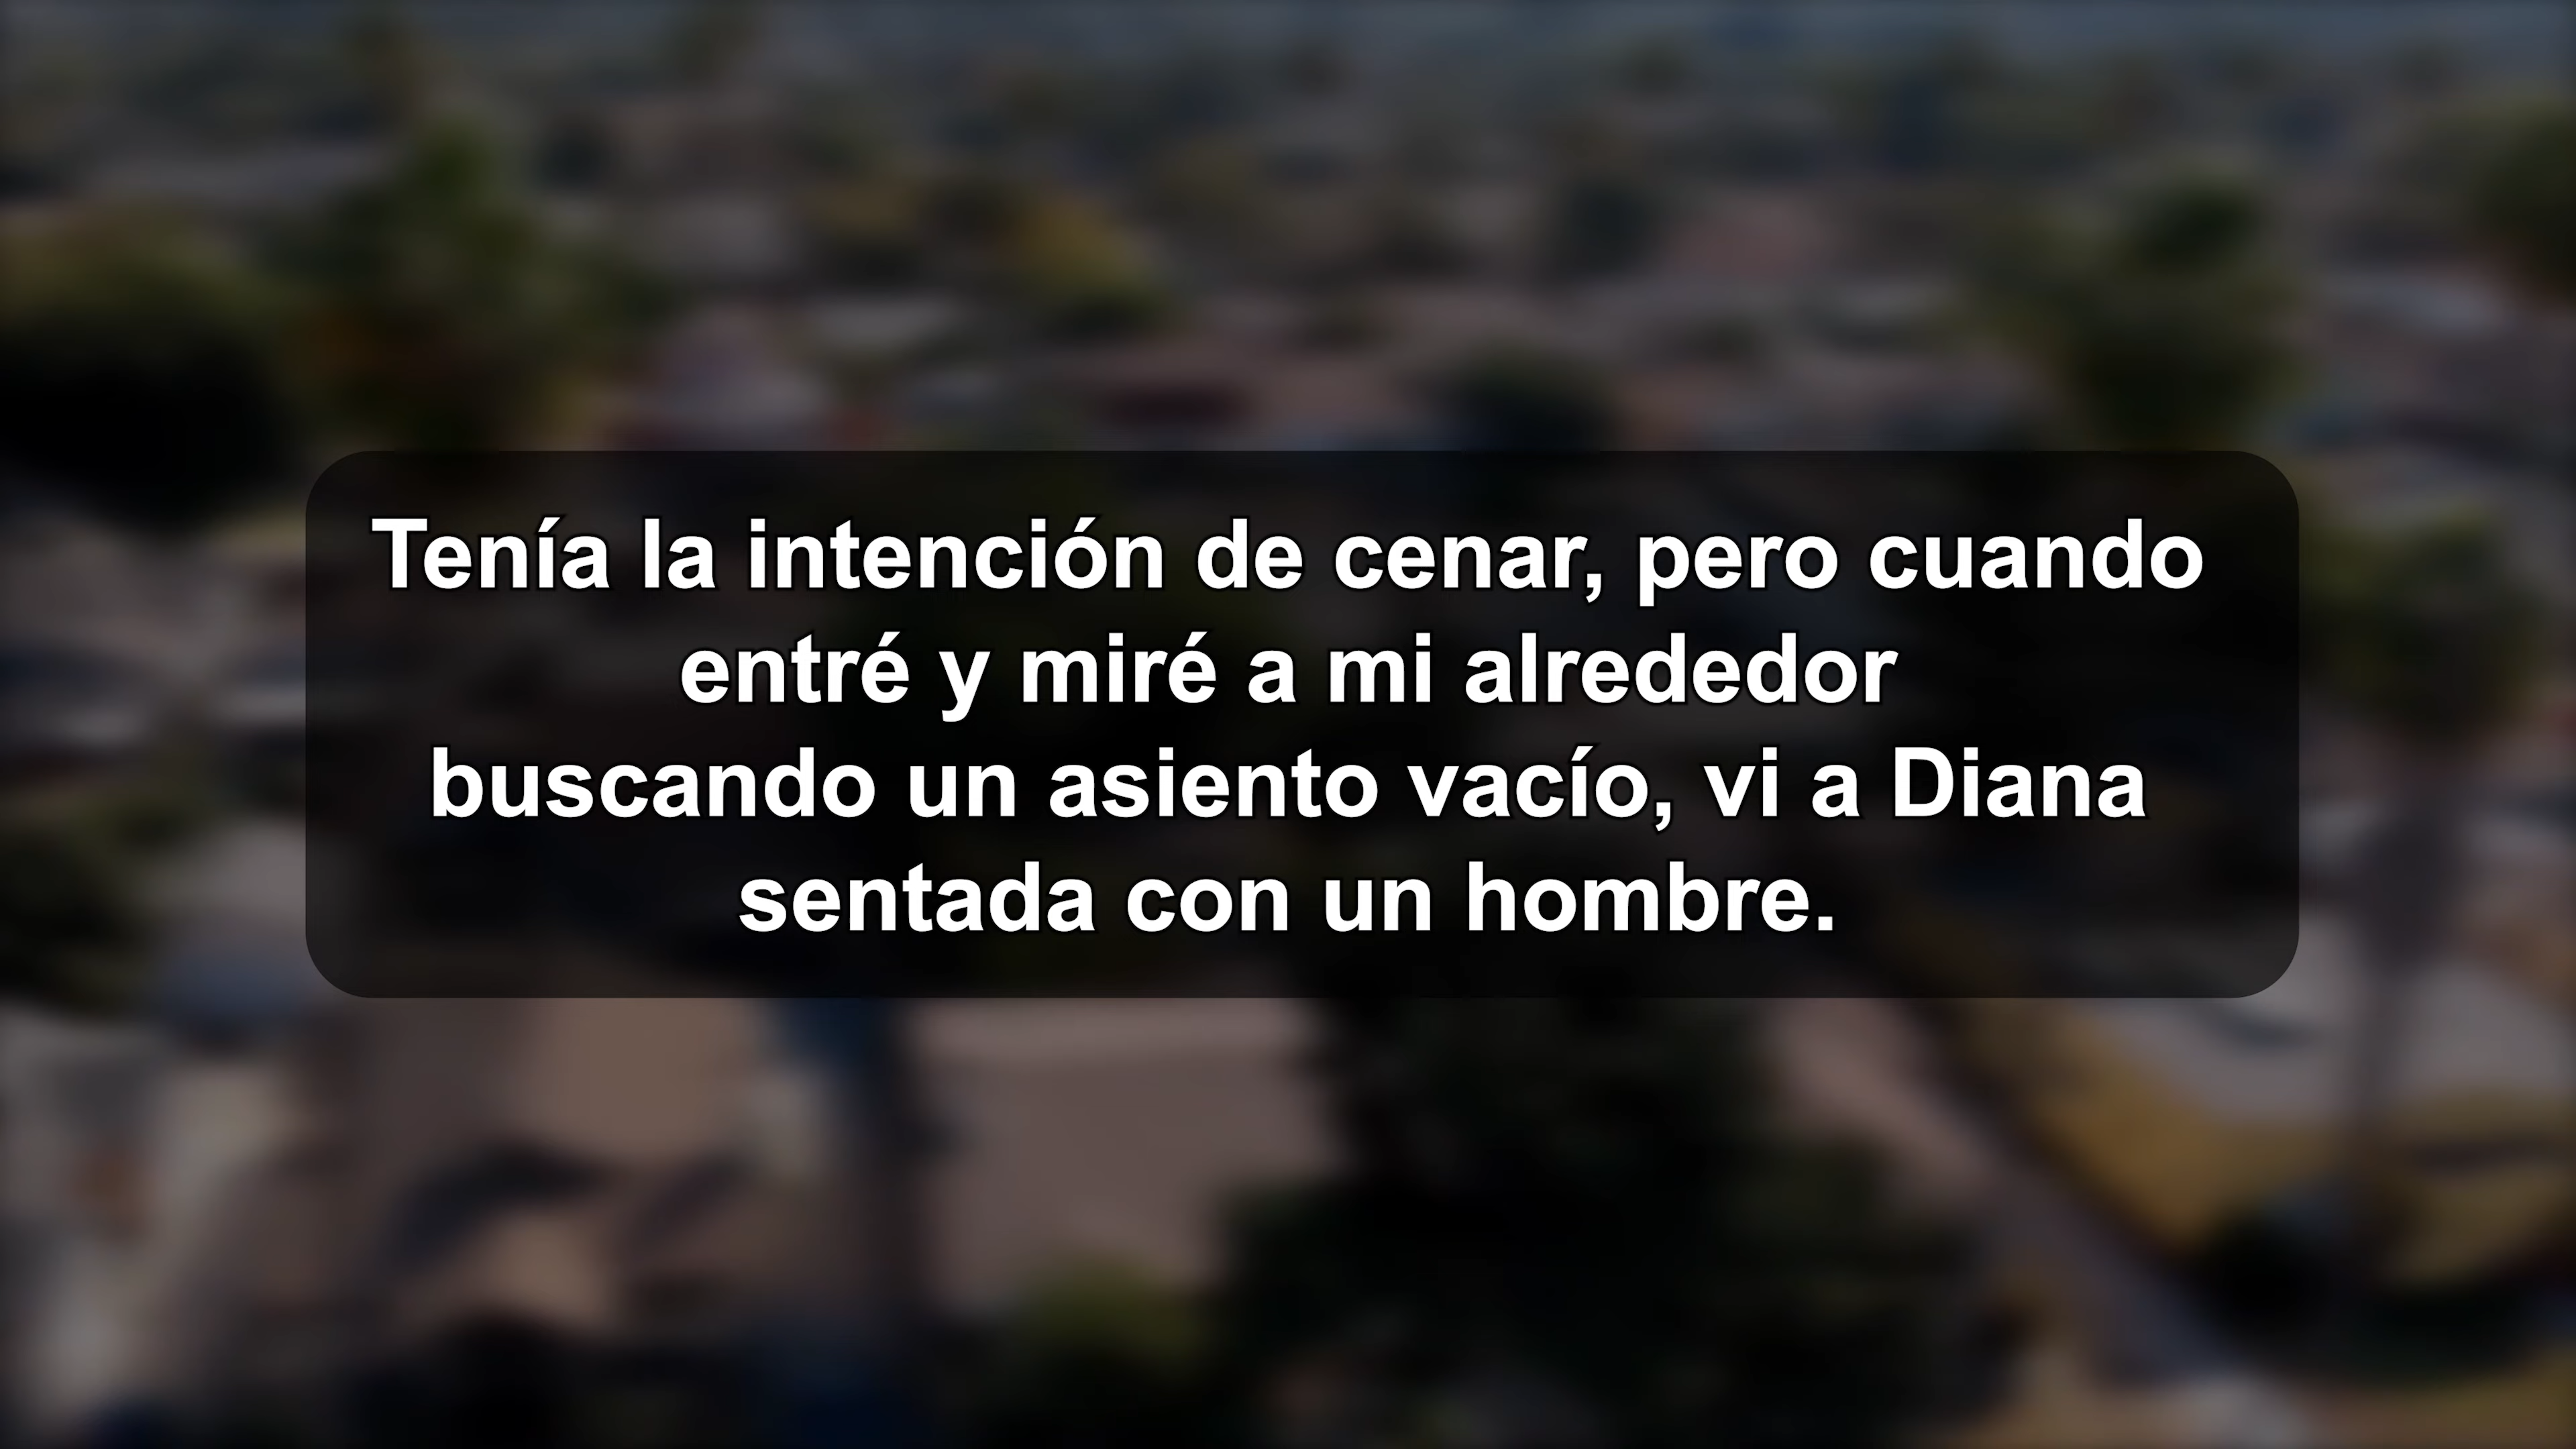 Tenía la intención de cenar, pero cuando
entré y miré a mi alrededor
buscando un asiento vacío, vi a Diana
sentada con un hombre.